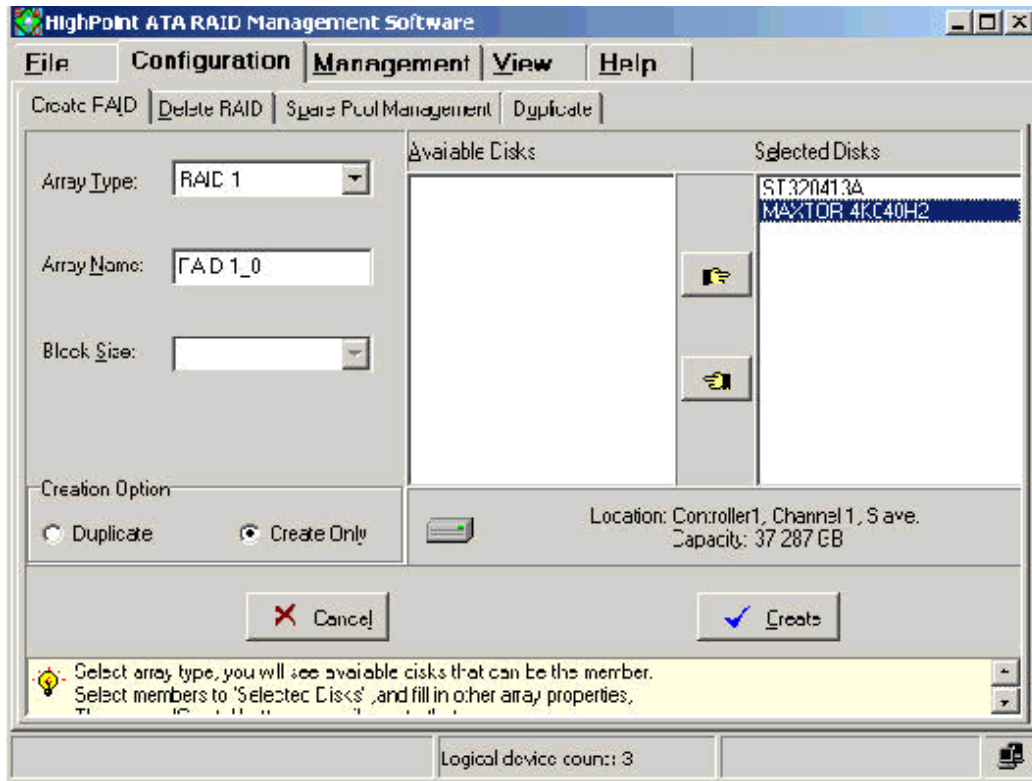 HighPoint ATA RAID Management Software
File Configuration Management View Help
Create RAID Delete RAID Spare Pool Management Duplicate
Available Disks Selected Disks
Array Type: RAID 1
ST320413A
MAXTOR 4K040H2
Array Name: RAID 1_0
Block Size:
Creation Option
Duplicate Create Only
Location: Controller1, Channel 1, Slave.
Capacity: 37.287 GB
Cancel Create
Select array type, you will see available disks that can be the member.
Select members to 'Selected Disks' ,and fill in other array properties,
Logical device count: 3